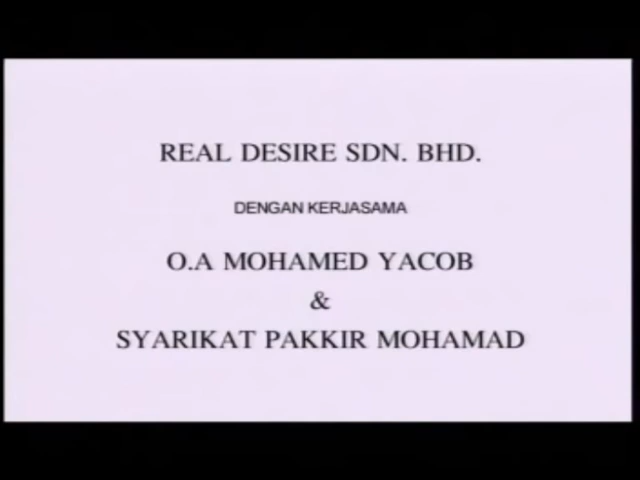 REAL DESIRE SDN. BHD.
DENGAN KERJASAMA
O.A MOHAMED YACOB
&
SYARIKAT PAKKIR MOHAMAD